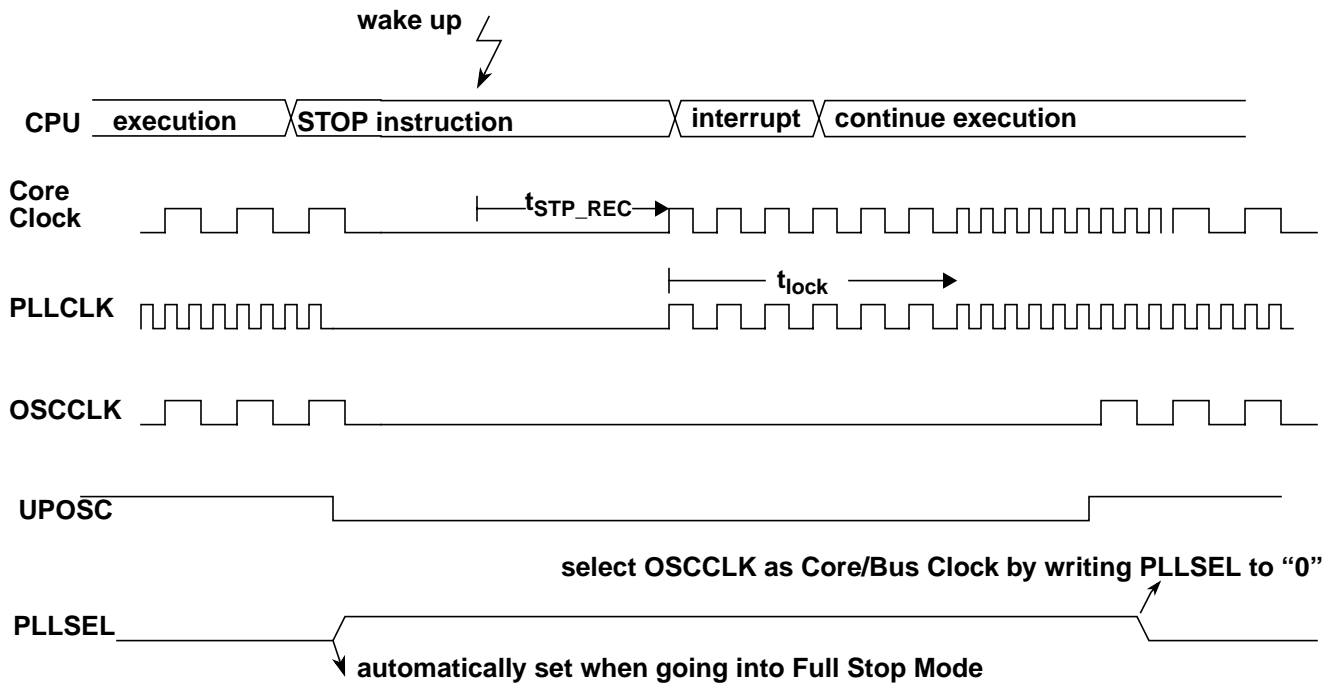 wake up
CPU execution STOP instruction interrupt continue execution
Core
Clock
tSTP_REC
tlock
PLLCLK
OSCCLK
UPOSC
select OSCCLK as Core/Bus Clock by writing PLLSEL to “0”
PLLSEL
automatically set when going into Full Stop Mode